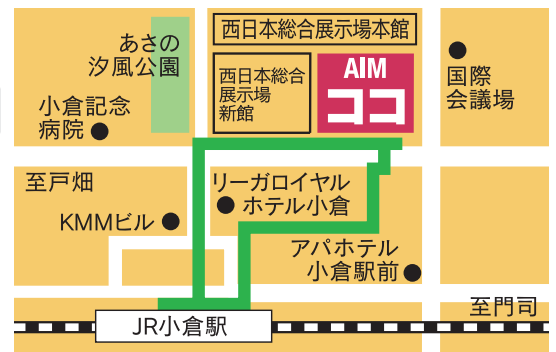 西日本総合展示場本館
あさの
汐風公園
西日本総合
展示場
新館
AIM
ココ
国際
会議場
小倉記念
病院
至戸畑
リーガロイヤル
ホテル小倉
KMMビル
アパホテル
小倉駅前
至門司
JR小倉駅